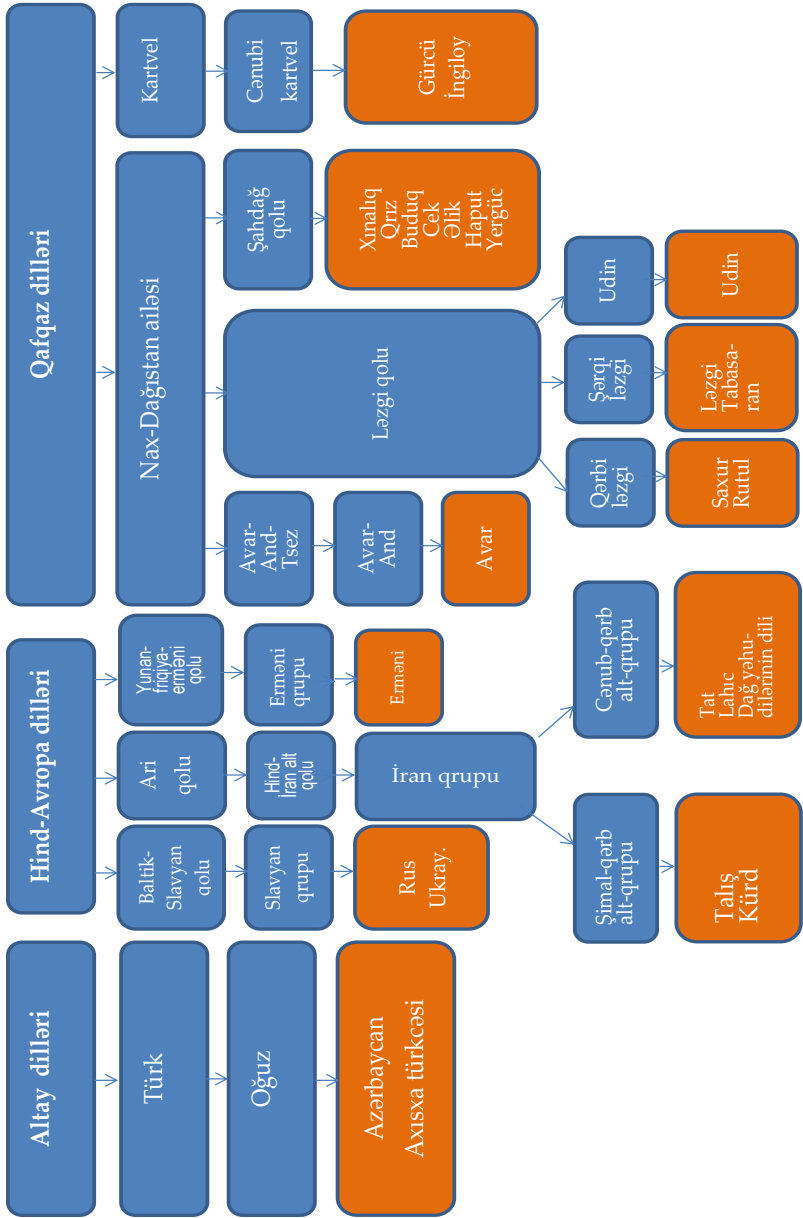 Altay dilləri
Türk
Oğuz
Azərbaycan
Axısxa türkcəsi
Hind-Avropa dilləri
Baltik-
Slavyan
qolu
Slavyan
qrupu
Rus
Ukray.
Ari
qolu
Hind-
İran alt
qolu
İran qrupu
Şimal-qərb
alt-qrupu
Talış
Kürd
Cənub-qərb
alt-qrupu
Tat
Lahıc
Dağ yəhu-
dilərinin dili
Yunan-
friqiya-
erməni
qolu
Erməni
qrupu
Erməni
Qafqaz dilləri
Nax-Dağıstan ailəsi
Avar-
And-
Tsez
Avar-
And
Avar
Ləzgi qolu
Qərbi
ləzgi
Saxur
Rutul
Şərqi
ləzgi
Ləzgi
Tabasa-
ran
Udin
Udin
Şahdağ
qolu
Xınalıq
Qrız
Buduq
Cek
Əlik
Haput
Yergüc
Kartvel
Cənubi
kartvel
Gürcü
İngiloy